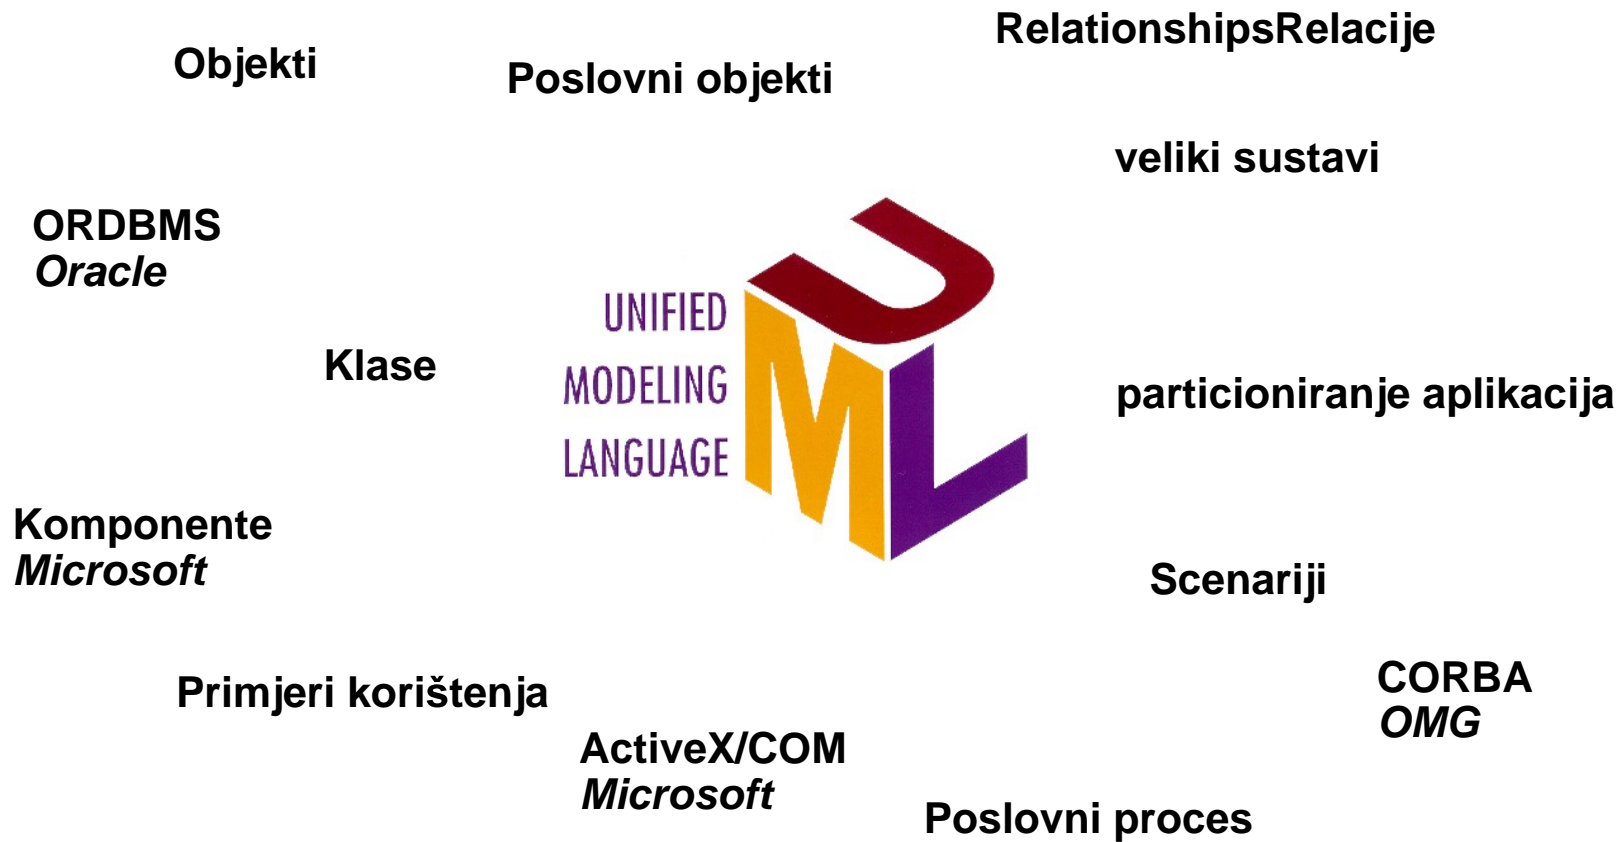 RelationshipsRelacije
Objekti
Poslovni objekti
veliki sustavi
ORDBMS
Oracle
UNIFIED
MODELING
LANGUAGE
UML
Klase
particioniranje aplikacija
Komponente
Microsoft
Scenariji
Primjeri korištenja
CORBA
OMG
ActiveX/COM
Microsoft
Poslovni proces